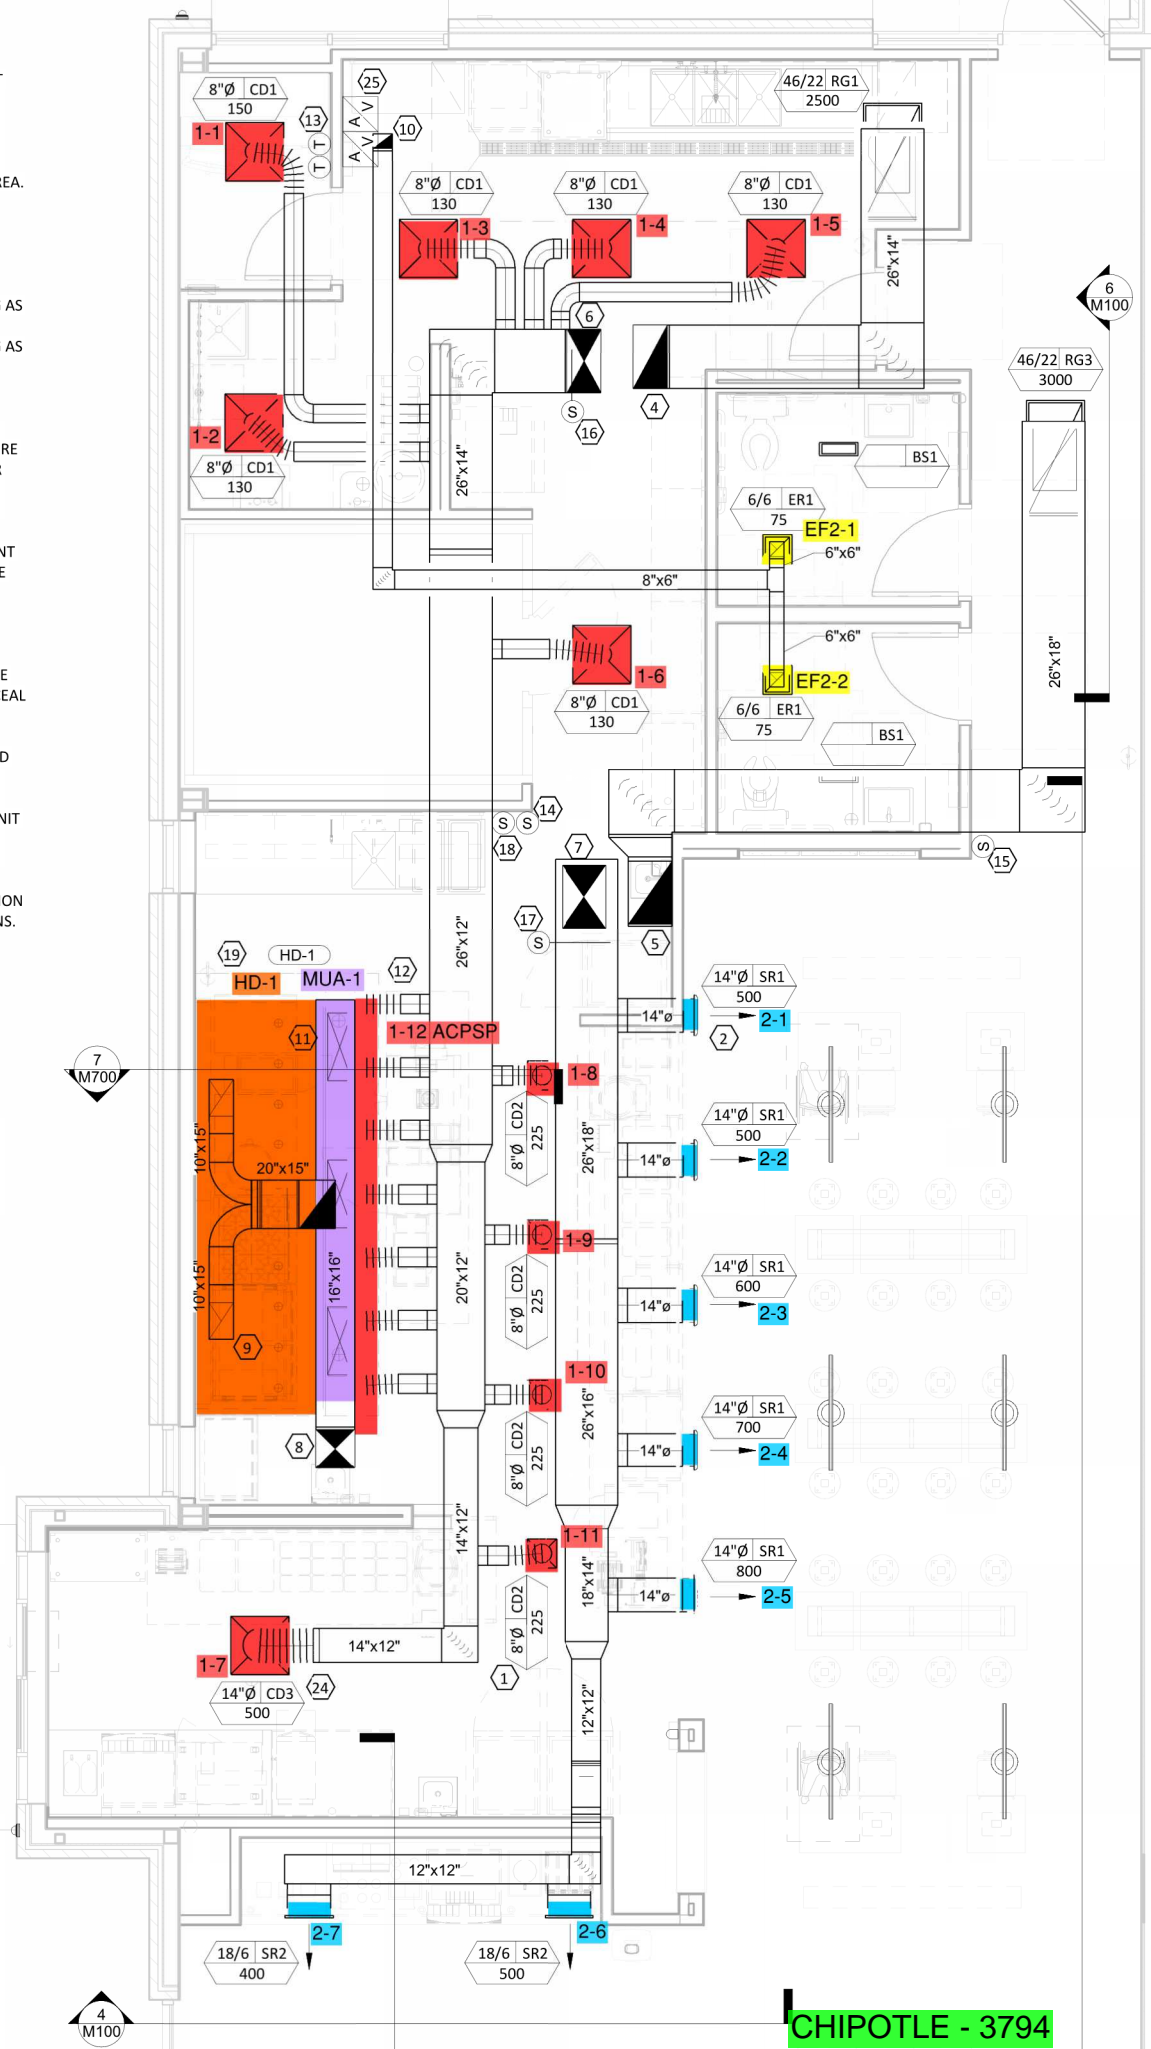 8"Ø CD1
150
1-1
13
T
T
25
A V
A V
10
46/22 RG1
2500
REA.
8"Ø CD1
130
1-3
8"Ø CD1
130
1-4
8"Ø CD1
130
1-5
26"x14"
6
M100
AS
AS
6
4
S
16
46/22 RG3
3000
1-2
8"Ø CD1
130
26"x14"
RE
BS1
6/6 ER1
75
EF2-1
6"x6"
NT
E
8"x6"
6"x6"
26"x18"
1-6
8"Ø CD1
130
EF2-2
6/6 ER1
75
BS1
E
CEAL
D
NIT
S S
14
18
7
S
15
ION
NS.
17
S
5
26"x12"
19
HD-1
HD-1
MUA-1
12
14"Ø SR1
500
14"ø
2-1
2
11
1-12 ACPSP
7
M700
1-8
8"Ø CD2
225
26"x18"
14"Ø SR1
500
14"ø
2-2
10"x15"
20"x15"
1-9
8"Ø CD2
225
20"x12"
16"x16"
10"x15"
9
14"Ø SR1
600
14"ø
2-3
1-10
26"x16"
8"Ø CD2
225
14"Ø SR1
700
14"ø
2-4
8
14"x12"
1-11
18"x14"
8"Ø CD2
225
14"Ø SR1
800
14"ø
2-5
14"x12"
1-7
14"Ø CD3
500
24
1
12"x12"
12"x12"
2-7
18/6 SR2
400
2-6
18/6 SR2
500
4
M100
CHIPOTLE - 3794